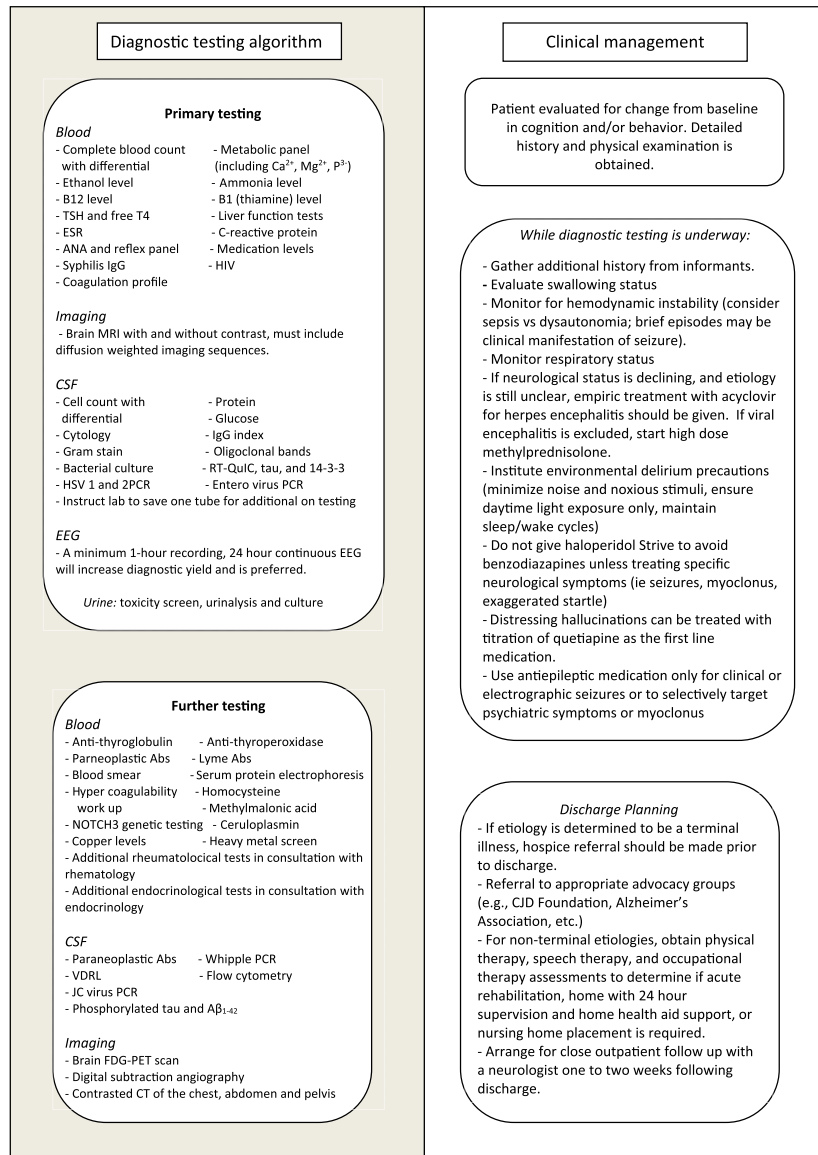 Diagnostic testing algorithm
Primary testing
Blood
- Complete blood count - Metabolic panel
with differential (including Ca2+, Mg2+, P3-)
- Ethanol level - Ammonia level
- B12 level - B1 (thiamine) level
- TSH and free T4 - Liver function tests
- ESR - C-reactive protein
- ANA and reflex panel - Medication levels
- Syphilis IgG - HIV
- Coagulation profile
Imaging
- Brain MRI with and without contrast, must include
diffusion weighted imaging sequences.
CSF
- Cell count with - Protein
differential - Glucose
- Cytology - IgG index
- Gram stain - Oligoclonal bands
- Bacterial culture - RT-QuIC, tau, and 14-3-3
- HSV 1 and 2PCR - Entero virus PCR
- Instruct lab to save one tube for additional on testing
EEG
- A minimum 1-hour recording, 24 hour continuous EEG
will increase diagnostic yield and is preferred.
Urine: toxicity screen, urinalysis and culture
Further testing
Blood
- Anti-thyroglobulin - Anti-thyroperoxidase
- Parneoplastic Abs - Lyme Abs
- Blood smear - Serum protein electrophoresis
- Hyper coagulability - Homocysteine
work up - Methylmalonic acid
- NOTCH3 genetic testing - Ceruloplasmin
- Copper levels - Heavy metal screen
- Additional rheumatolocical tests in consultation with
rhematology
- Additional endocrinological tests in consultation with
endocrinology
CSF
- Paraneoplastic Abs - Whipple PCR
- VDRL - Flow cytometry
- JC virus PCR
- Phosphorylated tau and Aβ1-42
Imaging
- Brain FDG-PET scan
- Digital subtraction angiography
- Contrasted CT of the chest, abdomen and pelvis
Clinical management
Patient evaluated for change from baseline
in cognition and/or behavior. Detailed
history and physical examination is
obtained.
While diagnostic testing is underway:
- Gather additional history from informants.
- Evaluate swallowing status
- Monitor for hemodynamic instability (consider
sepsis vs dysautonomia; brief episodes may be
clinical manifestation of seizure).
- Monitor respiratory status
- If neurological status is declining, and etiology
is still unclear, empiric treatment with acyclovir
for herpes encephalitis should be given. If viral
encephalitis is excluded, start high dose
methylprednisolone.
- Institute environmental delirium precautions
(minimize noise and noxious stimuli, ensure
daytime light exposure only, maintain
sleep/wake cycles)
- Do not give haloperidol Strive to avoid
benzodiazapines unless treating specific
neurological symptoms (ie seizures, myoclonus,
exaggerated startle)
- Distressing hallucinations can be treated with
titration of quetiapine as the first line
medication.
- Use antiepileptic medication only for clinical or
electrographic seizures or to selectively target
psychiatric symptoms or myoclonus
Discharge Planning
- If etiology is determined to be a terminal
illness, hospice referral should be made prior
to discharge.
- Referral to appropriate advocacy groups
(e.g., CJD Foundation, Alzheimer's
Association, etc.)
- For non-terminal etiologies, obtain physical
therapy, speech therapy, and occupational
therapy assessments to determine if acute
rehabilitation, home with 24 hour
supervision and home health aid support, or
nursing home placement is required.
- Arrange for close outpatient follow up with
a neurologist one to two weeks following
discharge.